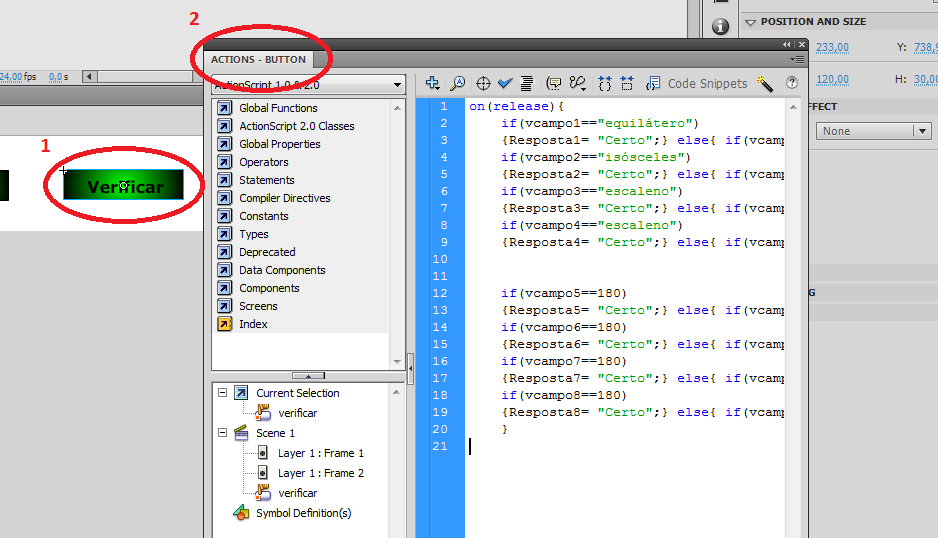 2
POSITION AND SIZE
ACTIONS - BUTTON
233,00
Y:
738,9
24.00 fps
0.0 s
ActionScript 1.0 & 2.0
Code Snippets
120,00
H:
30,00
FFECT
None
1
Verificar
Global Functions
ActionScript 2.0 Classes
Global Properties
Operators
Statements
Compiler Directives
Constants
Types
Deprecated
Data Components
Components
Screens
Index
Current Selection
verificar
Scene 1
Layer 1 : Frame 1
Layer 1 : Frame 2
verificar
Symbol Definition(s)
1 on(release){
2 if(vcampo1=="equilátero")
3 {Resposta1= "Certo";} else{ if(vcamp
4 if(vcampo2=="isósceles")
5 {Resposta2= "Certo";} else{ if(vcamp
6 if(vcampo3=="escaleno")
7 {Resposta3= "Certo";} else{ if(vcamp
8 if(vcampo4=="escaleno")
9 {Resposta4= "Certo";} else{ if(vcamp
10
11
12 if(vcampo5==180)
13 {Resposta5= "Certo";} else{ if(vcamp
14 if(vcampo6==180)
15 {Resposta6= "Certo";} else{ if(vcamp
16 if(vcampo7==180)
17 {Resposta7= "Certo";} else{ if(vcamp
18 if(vcampo8==180)
19 {Resposta8= "Certo";} else{ if(vcamp
20 }
21
G